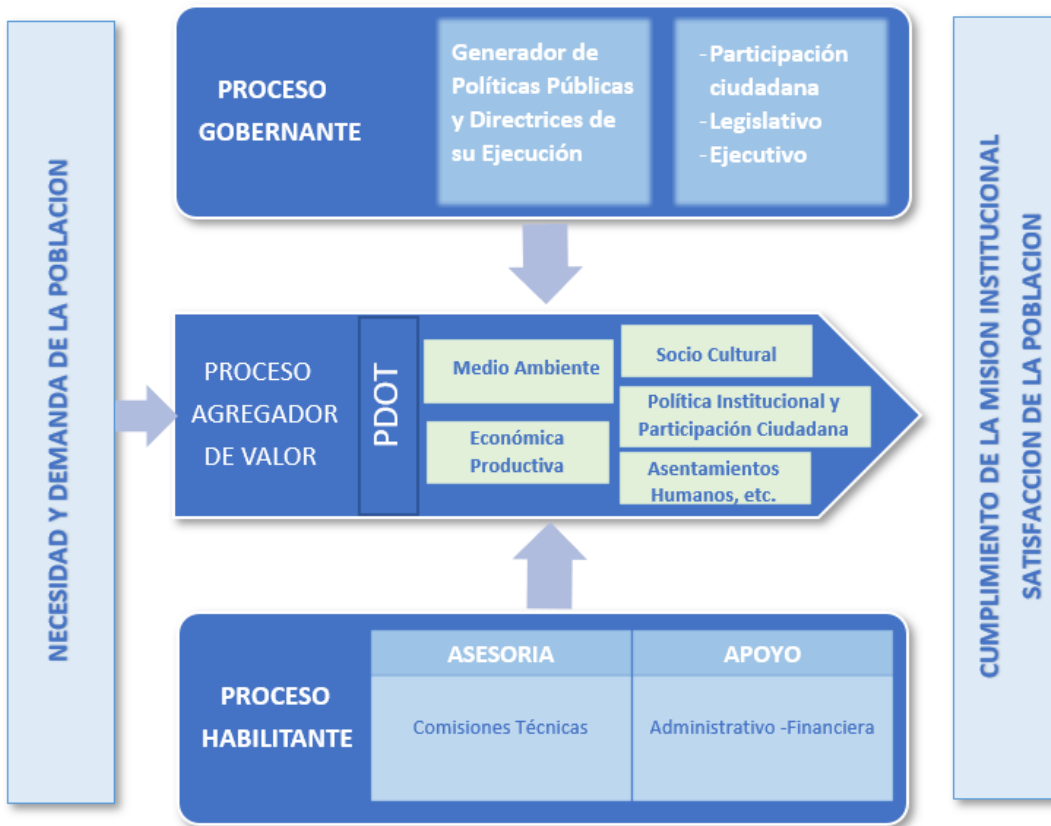 NECESIDAD Y DEMANDA DE LA POBLACION
PROCESO
GOBERNANTE
Generador de
Políticas Públicas
y Directrices de
su Ejecución
-Participación
ciudadana
-Legislativo
-Ejecutivo
PROCESO
AGREGADOR
DE VALOR
PDOT
Medio Ambiente
Económica
Productiva
Socio Cultural
Política Institucional y
Participación Ciudadana
Asentamientos
Humanos, etc.
PROCESO
HABILITANTE
ASESORIA
Comisiones Técnicas
APOYO
Administrativo -Financiera
CUMPLIMIENTO DE LA MISION INSTITUCIONAL
SATISFACCION DE LA POBLACION